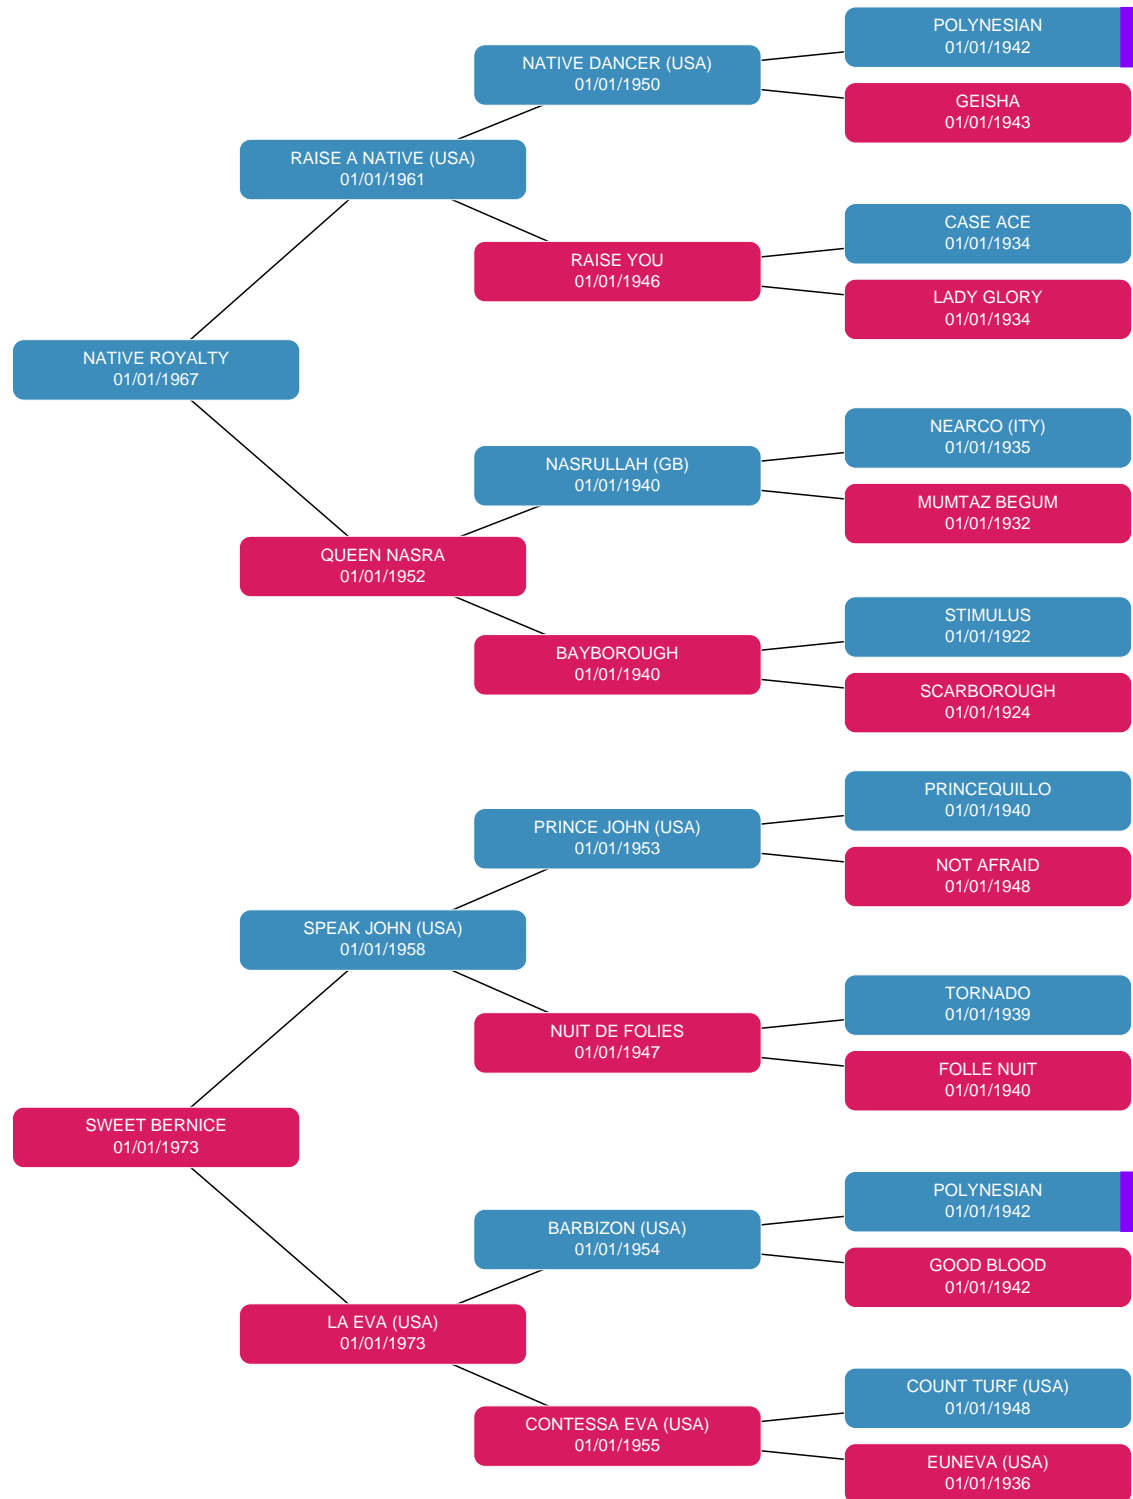 POLYNESIAN
01/01/1942
NATIVE DANCER (USA)
01/01/1950
GEISHA
01/01/1943
RAISE A NATIVE (USA)
01/01/1961
CASE ACE
01/01/1934
RAISE YOU
01/01/1946
LADY GLORY
01/01/1934
NATIVE ROYALTY
01/01/1967
NEARCO (ITY)
01/01/1935
NASRULLAH (GB)
01/01/1940
MUMTAZ BEGUM
01/01/1932
QUEEN NASRA
01/01/1952
STIMULUS
01/01/1922
BAYBOROUGH
01/01/1940
SCARBOROUGH
01/01/1924
PRINCEQUILLO
01/01/1940
PRINCE JOHN (USA)
01/01/1953
NOT AFRAID
01/01/1948
SPEAK JOHN (USA)
01/01/1958
TORNADO
01/01/1939
NUIT DE FOLIES
01/01/1947
FOLLE NUIT
01/01/1940
SWEET BERNICE
01/01/1973
POLYNESIAN
01/01/1942
BARBIZON (USA)
01/01/1954
GOOD BLOOD
01/01/1942
LA EVA (USA)
01/01/1973
COUNT TURF (USA)
01/01/1948
CONTESSA EVA (USA)
01/01/1955
EUNEVA (USA)
01/01/1936